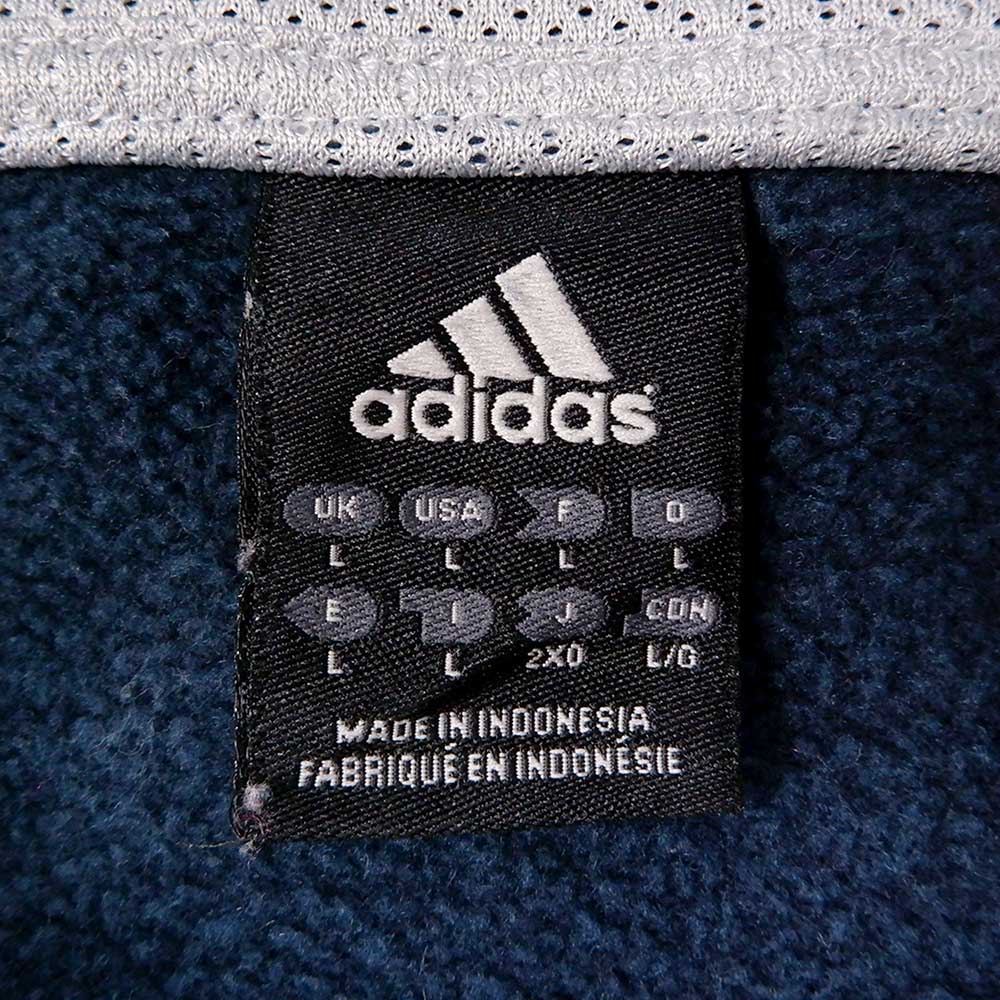 adidas
UK USA F D
L L L L
E I J CDN
L L 2XO L/G
MADE IN INDONESIA
FABRIQUÉ EN INDONÉSIE